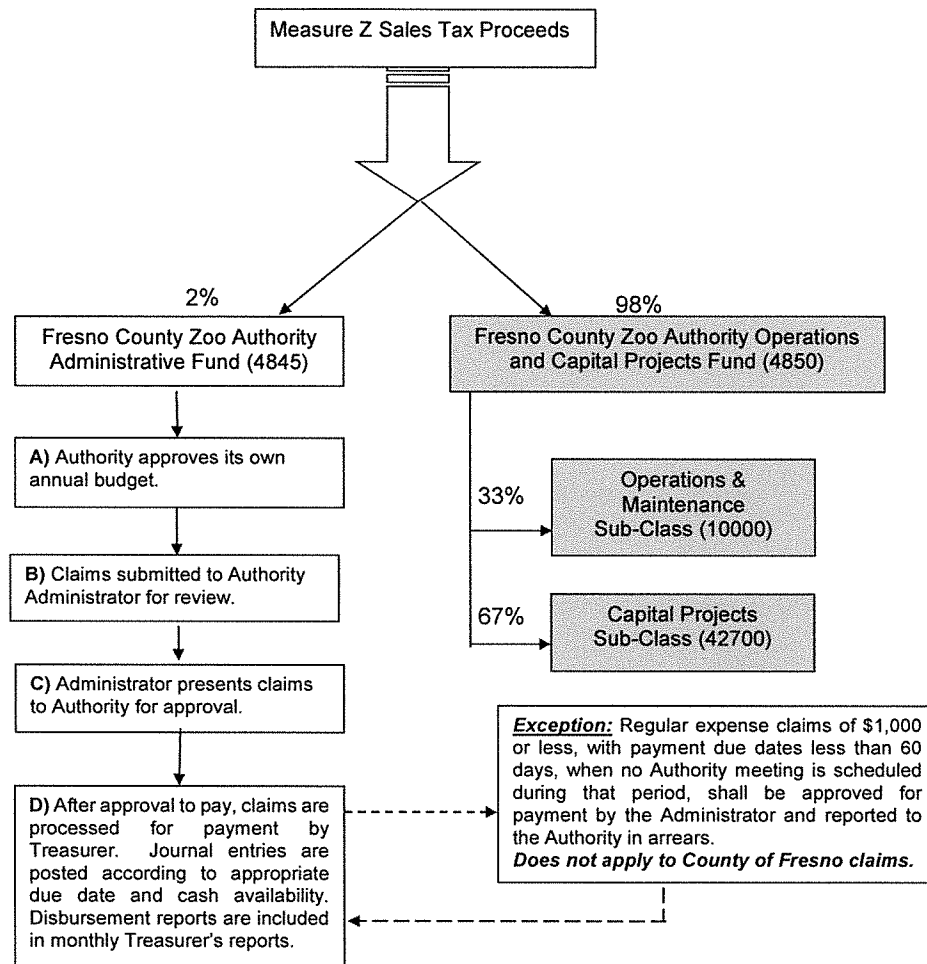 Measure Z Sales Tax Proceeds
2%
98%
Fresno County Zoo Authority
Administrative Fund (4845)
Fresno County Zoo Authority Operations
and Capital Projects Fund (4850)
A) Authority approves its own
annual budget.
33%
Operations &
Maintenance
Sub-Class (10000)
B) Claims submitted to Authority
Administrator for review.
67%
Capital Projects
Sub-Class (42700)
C) Administrator presents claims
to Authority for approval.
Exception: Regular expense claims of $1,000
or less, with payment due dates less than 60
days, when no Authority meeting is scheduled
during that period, shall be approved for
payment by the Administrator and reported to
the Authority in arrears.
Does not apply to County of Fresno claims.
D) After approval to pay, claims are
processed for payment by
Treasurer. Journal entries are
posted according to appropriate
due date and cash availability.
Disbursement reports are included
in monthly Treasurer's reports.